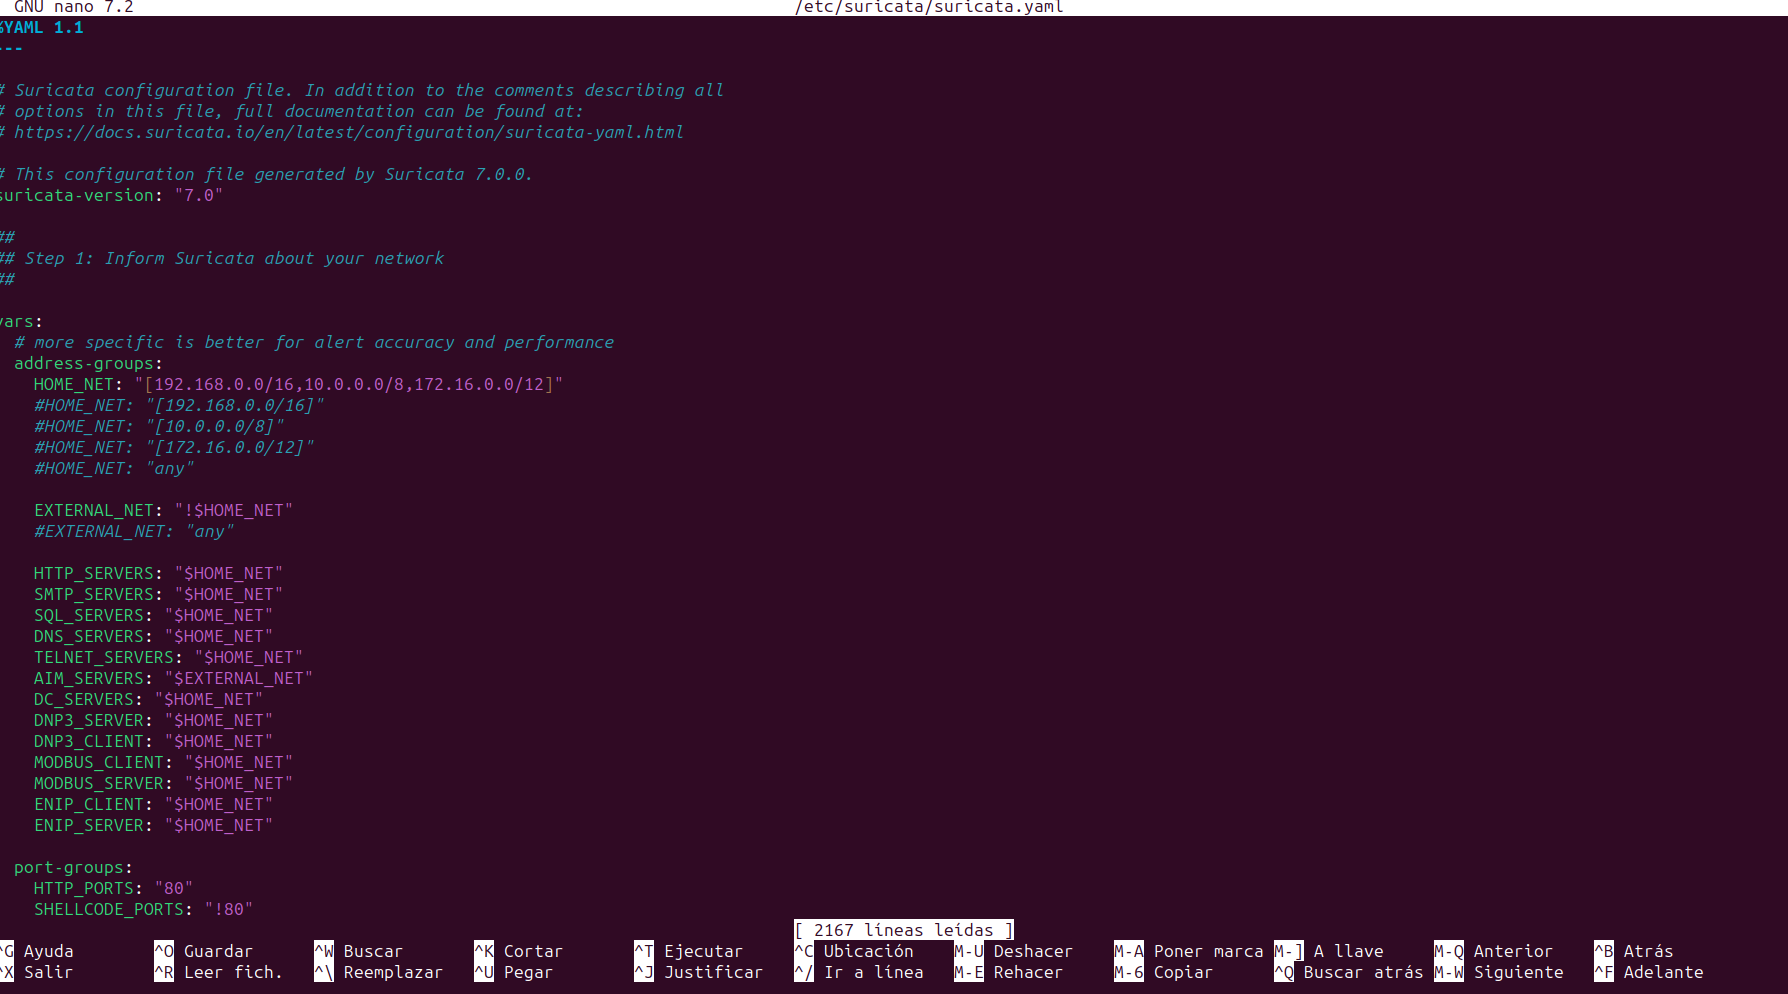 GNU nano 7.2 /etc/suricata/suricata.yaml
%YAML 1.1
---
# Suricata configuration file. In addition to the comments describing all
# options in this file, full documentation can be found at:
# https://docs.suricata.io/en/latest/configuration/suricata-yaml.html
# This configuration file generated by Suricata 7.0.0.
suricata-version: "7.0"
##
## Step 1: Inform Suricata about your network
##
vars:
# more specific is better for alert accuracy and performance
address-groups:
HOME_NET: "[192.168.0.0/16,10.0.0.0/8,172.16.0.0/12]"
#HOME_NET: "[192.168.0.0/16]"
#HOME_NET: "[10.0.0.0/8]"
#HOME_NET: "[172.16.0.0/12]"
#HOME_NET: "any"
EXTERNAL_NET: "!$HOME_NET"
#EXTERNAL_NET: "any"
HTTP_SERVERS: "$HOME_NET"
SMTP_SERVERS: "$HOME_NET"
SQL_SERVERS: "$HOME_NET"
DNS_SERVERS: "$HOME_NET"
TELNET_SERVERS: "$HOME_NET"
AIM_SERVERS: "$EXTERNAL_NET"
DC_SERVERS: "$HOME_NET"
DNP3_SERVER: "$HOME_NET"
DNP3_CLIENT: "$HOME_NET"
MODBUS_CLIENT: "$HOME_NET"
MODBUS_SERVER: "$HOME_NET"
ENIP_CLIENT: "$HOME_NET"
ENIP_SERVER: "$HOME_NET"
port-groups:
HTTP_PORTS: "80"
SHELLCODE_PORTS: "!80"
[ 2167 líneas leídas ]
^G Ayuda ^O Guardar ^W Buscar ^K Cortar ^T Ejecutar ^C Ubicación M-U Deshacer M-A Poner marca M-] A llave M-Q Anterior ^B Atrás
^X Salir ^R Leer fich. ^\ Reemplazar ^U Pegar ^J Justificar ^/ Ir a línea M-E Rehacer M-6 Copiar ^Q Buscar atrás M-W Siguiente ^F Adelante